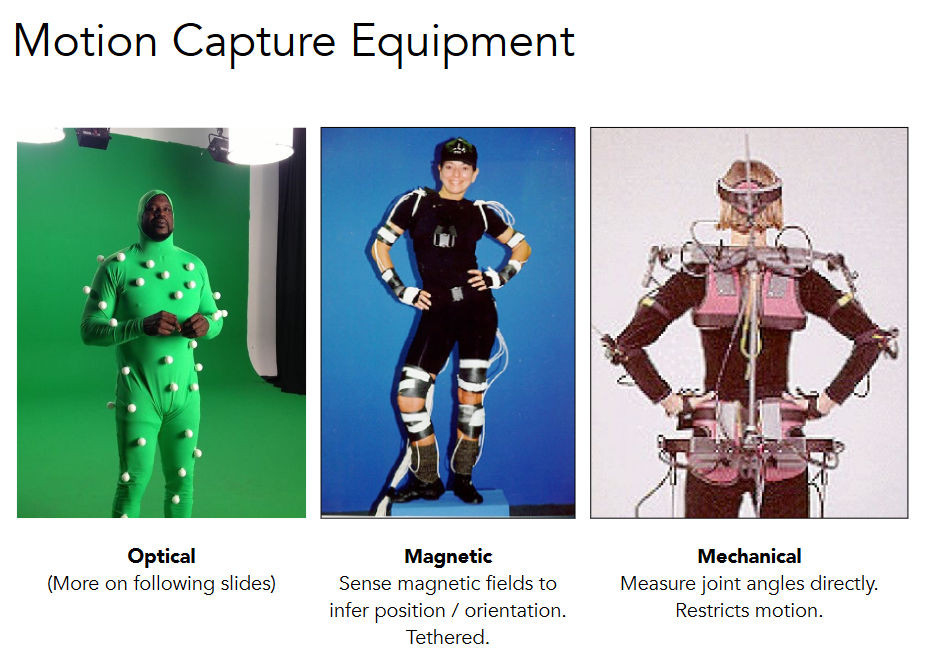 Motion Capture Equipment
Optical
(More on following slides)
Magnetic
Sense magnetic fields to
infer position / orientation.
Tethered.
Mechanical
Measure joint angles directly.
Restricts motion.